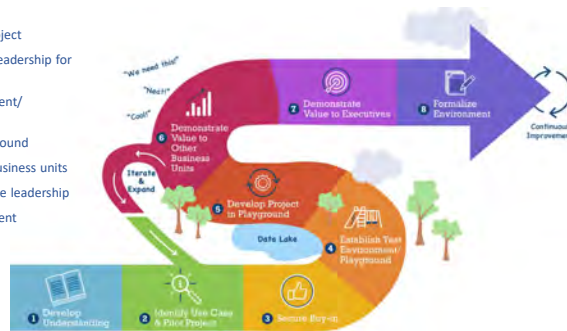 oject
eadership for
ent/
ound
usiness units
e leadership
ent
"We need this!"
"Next!"
"Cool!"
6 Demonstrate
Value to
Other
Business
Units
7 Demonstrate
Value to Executives
8 Formalize
Environment
Continuous
Improvement
Iterate
&
Expand
5 Develop Project
in Playground
Data Lake
4 Establish Test
Environment/
Playground
1 Develop
Understanding
2 Identify Use Case
& Pilot Project
3 Secure Buy-in